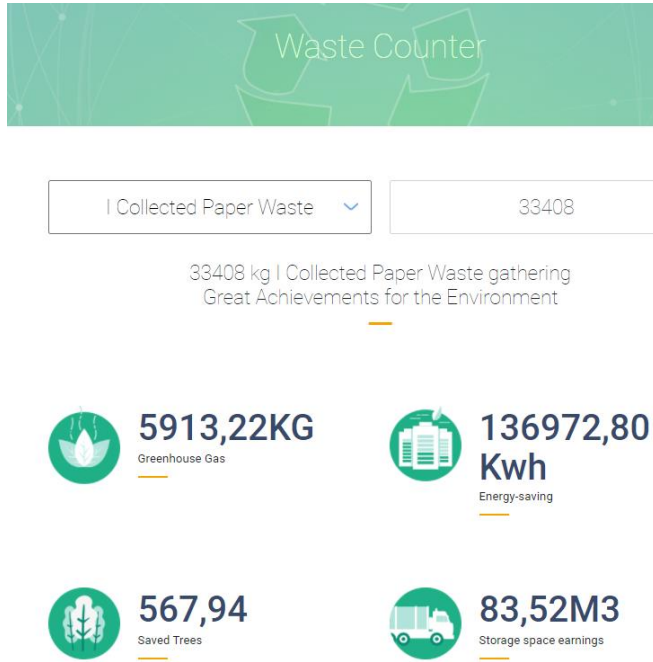 Waste Counter
I Collected Paper Waste
33408
33408 kg I Collected Paper Waste gathering
Great Achievements for the Environment
5913,22KG
Greenhouse Gas
136972,80
Kwh
Energy-saving
567,94
Saved Trees
83,52M3
Storage space earnings